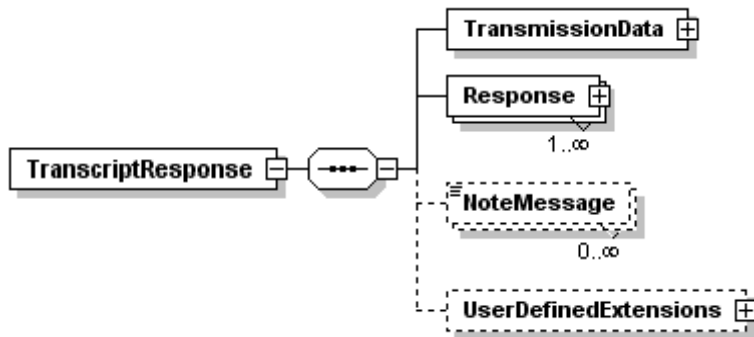 TransmissionData
Response
1..∞
TranscriptResponse
NoteMessage
0..∞
UserDefinedExtensions